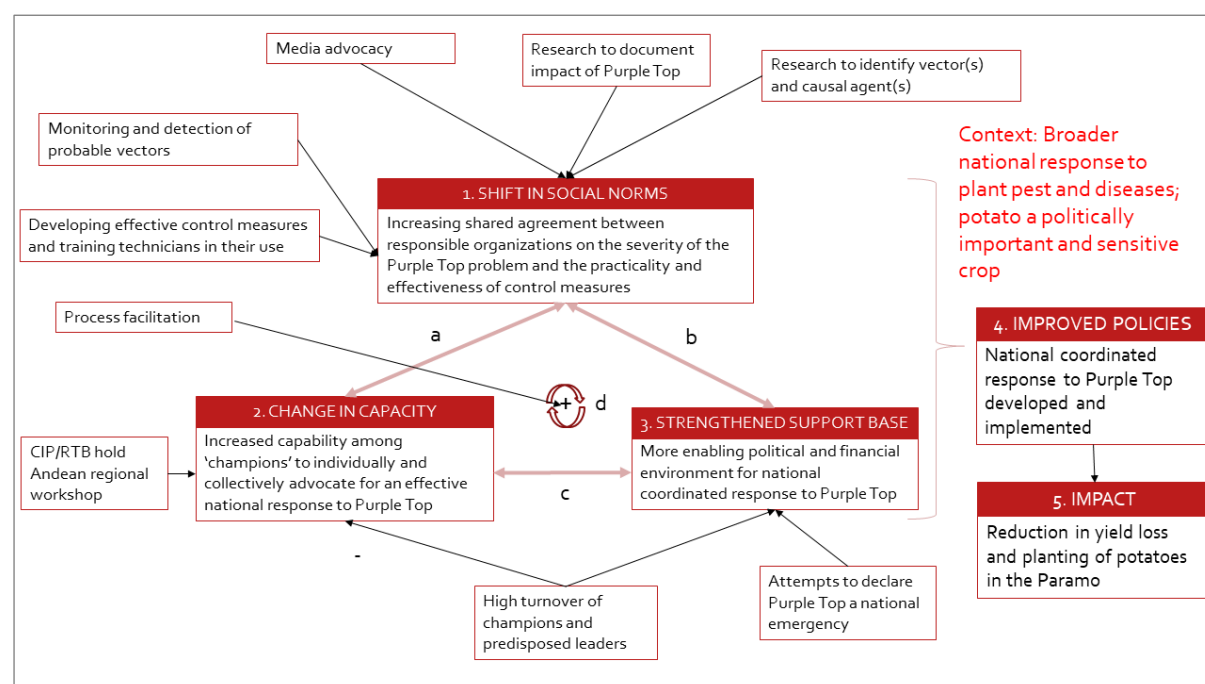 Media advocacy
Research to document
impact of Purple Top
Research to identify vector(s)
and causal agent(s)
Monitoring and detection of
probable vectors
Developing effective control measures
and training technicians in their use
Process facilitation
1. SHIFT IN SOCIAL NORMS
Increasing shared agreement between
responsible organizations on the severity of the
Purple Top problem and the practicality and
effectiveness of control measures
Context: Broader
national response to
plant pest and diseases;
potato a politically
important and sensitive
crop
a
b
+
d
2. CHANGE IN CAPACITY
Increased capability among
‘champions’ to individually and
collectively advocate for an effective
national response to Purple Top
c
3. STRENGTHENED SUPPORT BASE
More enabling political and financial
environment for national
coordinated response to Purple Top
CIP/RTB hold
Andean regional
workshop
-
High turnover of
champions and
predisposed leaders
Attempts to declare
Purple Top a national
emergency
4. IMPROVED POLICIES
National coordinated
response to Purple Top
developed and
implemented
5. IMPACT
Reduction in yield loss
and planting of potatoes
in the Paramo